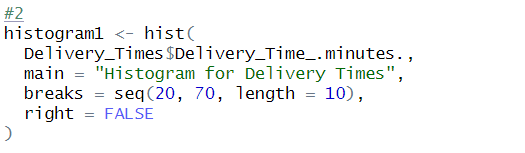 #2
histogram1 <- hist(
  Delivery_Times$Delivery_Time_.minutes.,
  main = "Histogram for Delivery Times",
  breaks = seq(20, 70, length = 10),
  right = FALSE
)